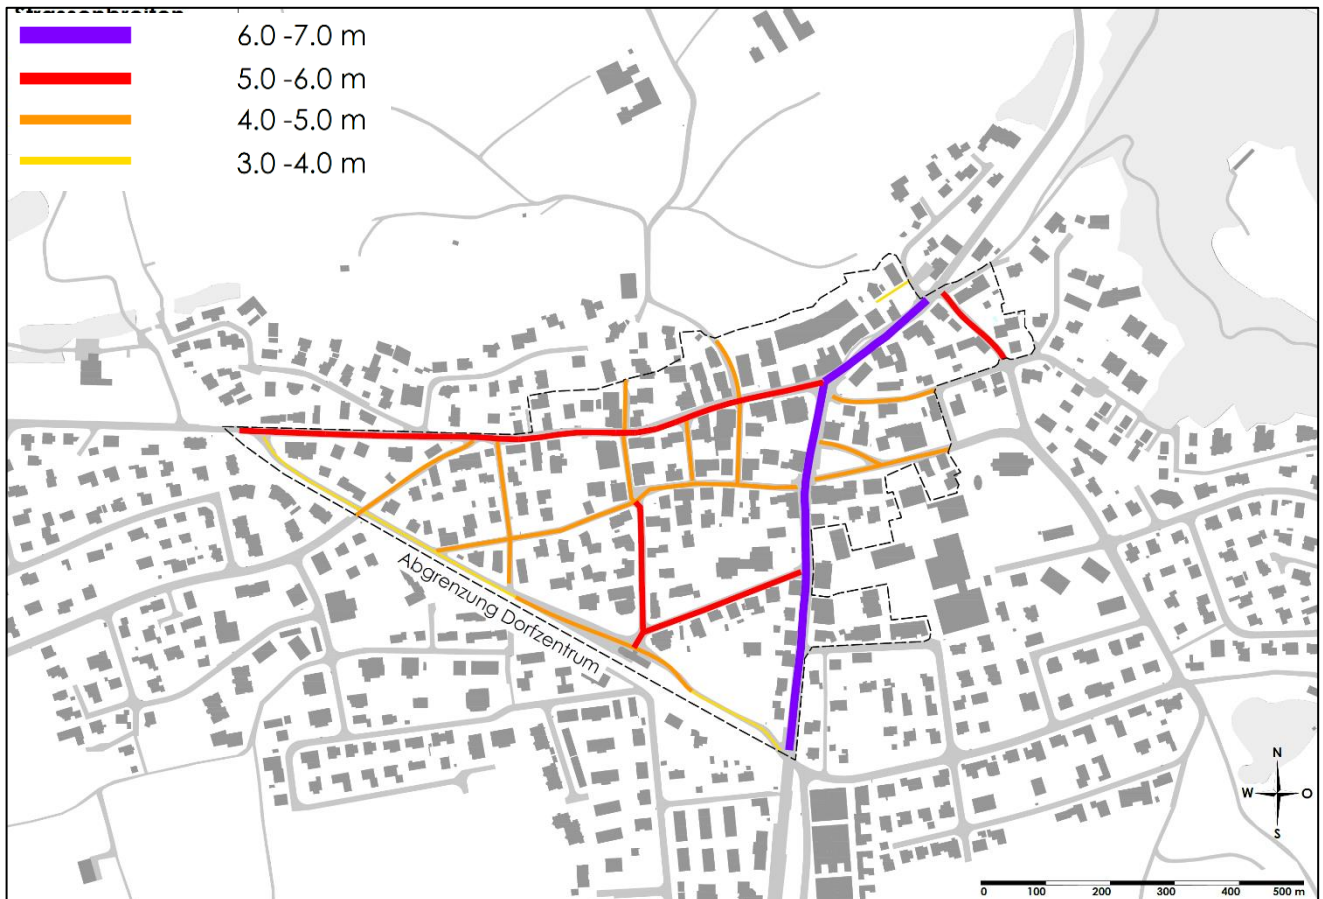 Strassenbreiten
6.0 -7.0 m
5.0 -6.0 m
4.0 -5.0 m
3.0 -4.0 m
Abgrenzung Dorfzentrum
N
W O
S
0 100 200 300 400 500 m